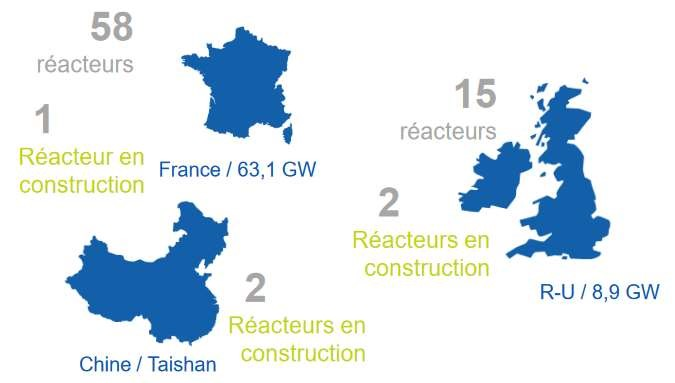 58
réacteurs
1
Réacteur en
construction
France / 63,1 GW
15
réacteurs
2
Réacteurs en
construction
R-U / 8,9 GW
2
Réacteurs en
construction
Chine / Taishan